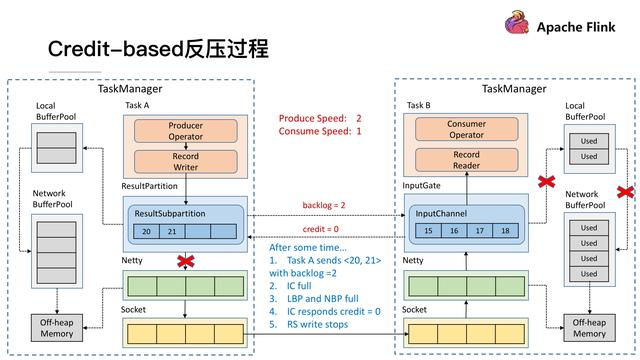 Apache Flink
Credit-based反压过程
TaskManager
Local
BufferPool
Task A
Producer
Operator
Record
Writer
ResultPartition
ResultSubpartition
20 21
Network
BufferPool
Netty
Socket
Off-heap
Memory
Produce Speed: 2
Consume Speed: 1
backlog = 2
credit = 0
After some time...
1. Task A sends <20, 21>
with backlog =2
2. IC full
3. LBP and NBP full
4. IC responds credit = 0
5. RS write stops
TaskManager
Task B
Consumer
Operator
Record
Reader
InputGate
InputChannel
15 16 17 18
Netty
Socket
Local
BufferPool
Used
Used
Network
BufferPool
Used
Used
Used
Used
Off-heap
Memory